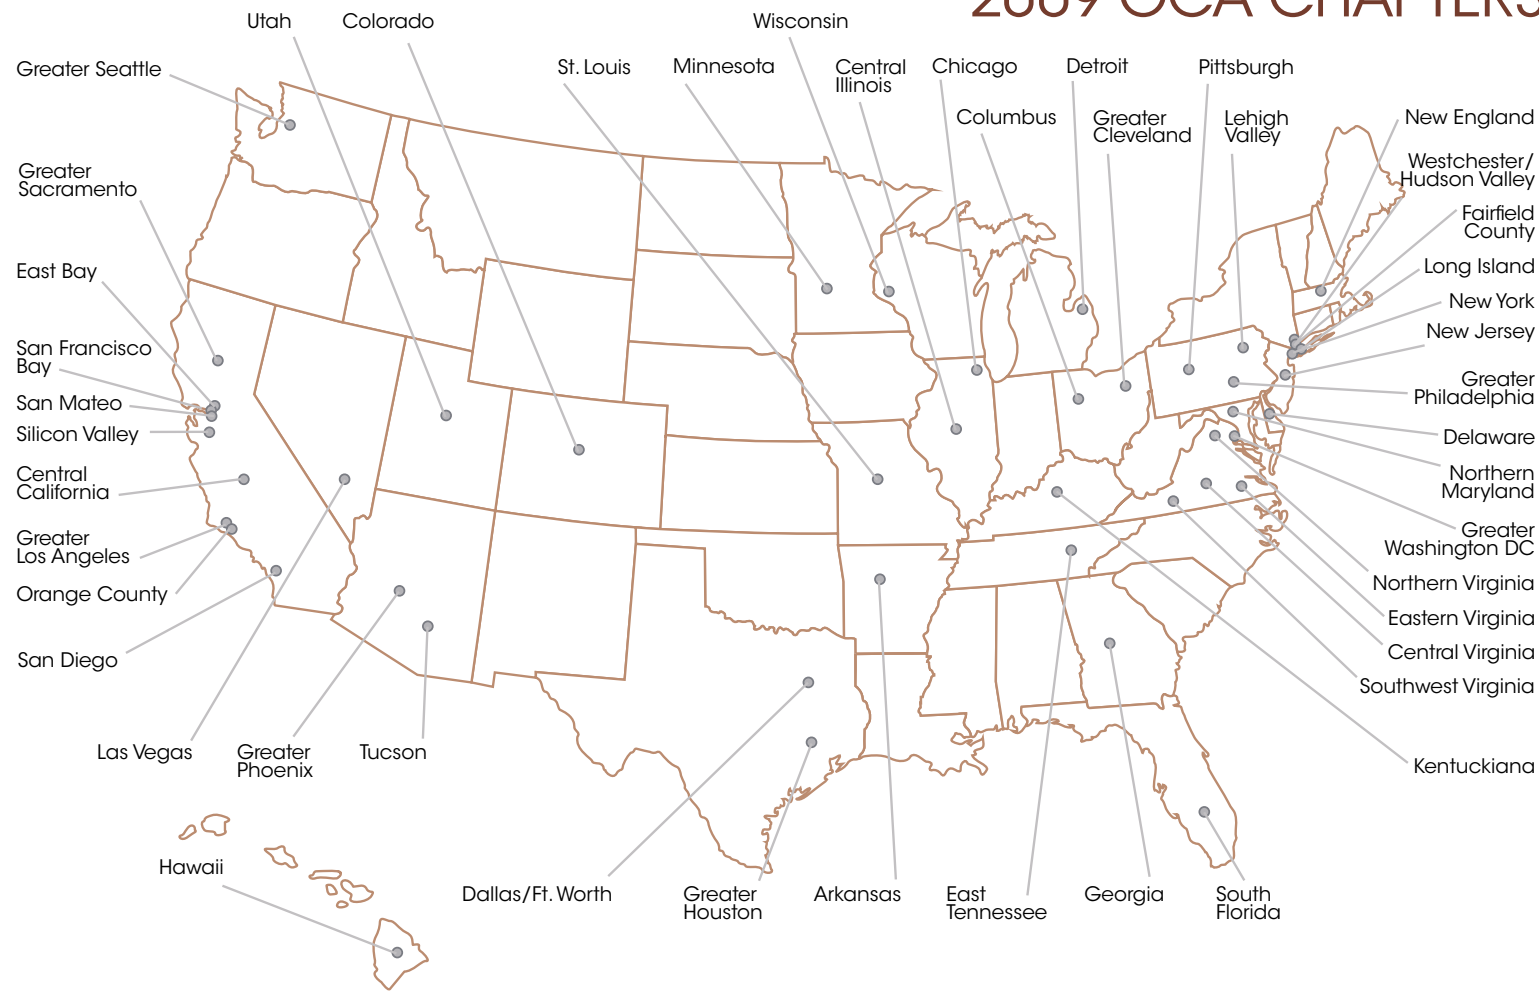 2009 OCA CHAPTERS
Utah
Colorado
Wisconsin
Greater Seattle
St. Louis
Minnesota
Central
Illinois
Chicago
Detroit
Pittsburgh
Columbus
Greater
Cleveland
Lehigh
Valley
New England
Westchester/
Hudson Valley
Fairfield
County
Long Island
New York
New Jersey
Greater
Philadelphia
Delaware
Northern
Maryland
Greater
Washington DC
Northern Virginia
Eastern Virginia
Central Virginia
Southwest Virginia
Kentuckiana
Greater
Sacramento
East Bay
San Francisco
Bay
San Mateo
Silicon Valley
Central
California
Greater
Los Angeles
Orange County
San Diego
Las Vegas
Greater
Phoenix
Tucson
Hawaii
Dallas/Ft. Worth
Greater
Houston
Arkansas
East
Tennessee
Georgia
South
Florida